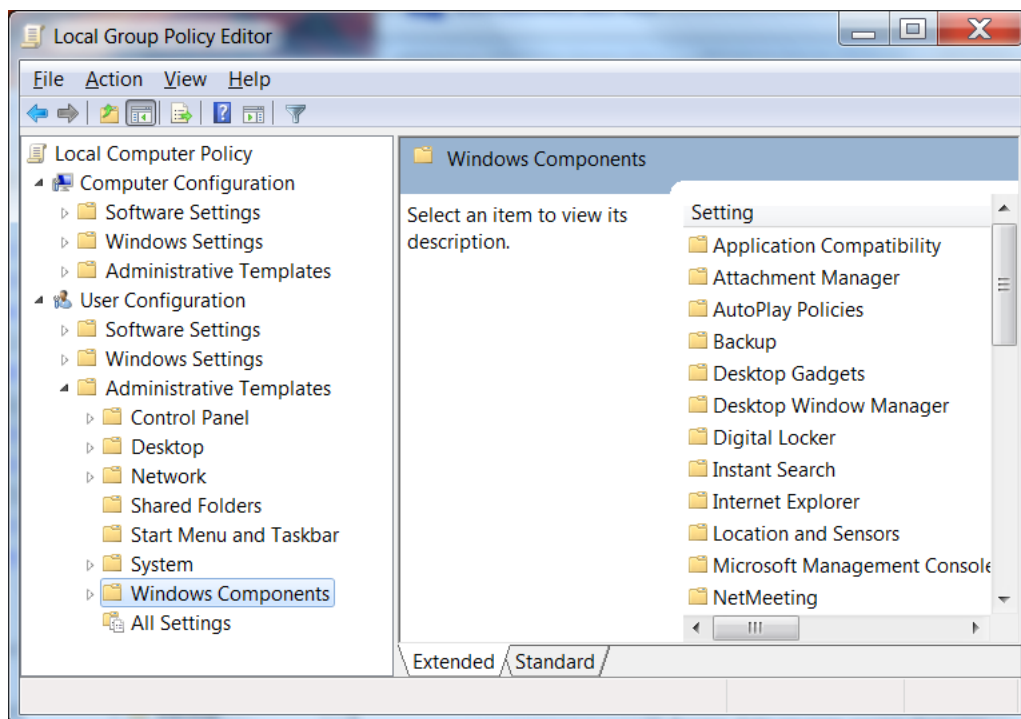 Local Group Policy Editor
File Action View Help
Local Computer Policy
Computer Configuration
Software Settings
Windows Settings
Administrative Templates
User Configuration
Software Settings
Windows Settings
Administrative Templates
Control Panel
Desktop
Network
Shared Folders
Start Menu and Taskbar
System
Windows Components
All Settings
Windows Components
Select an item to view its
description.
Setting
Application Compatibility
Attachment Manager
AutoPlay Policies
Backup
Desktop Gadgets
Desktop Window Manager
Digital Locker
Instant Search
Internet Explorer
Location and Sensors
Microsoft Management Console
NetMeeting
Extended Standard